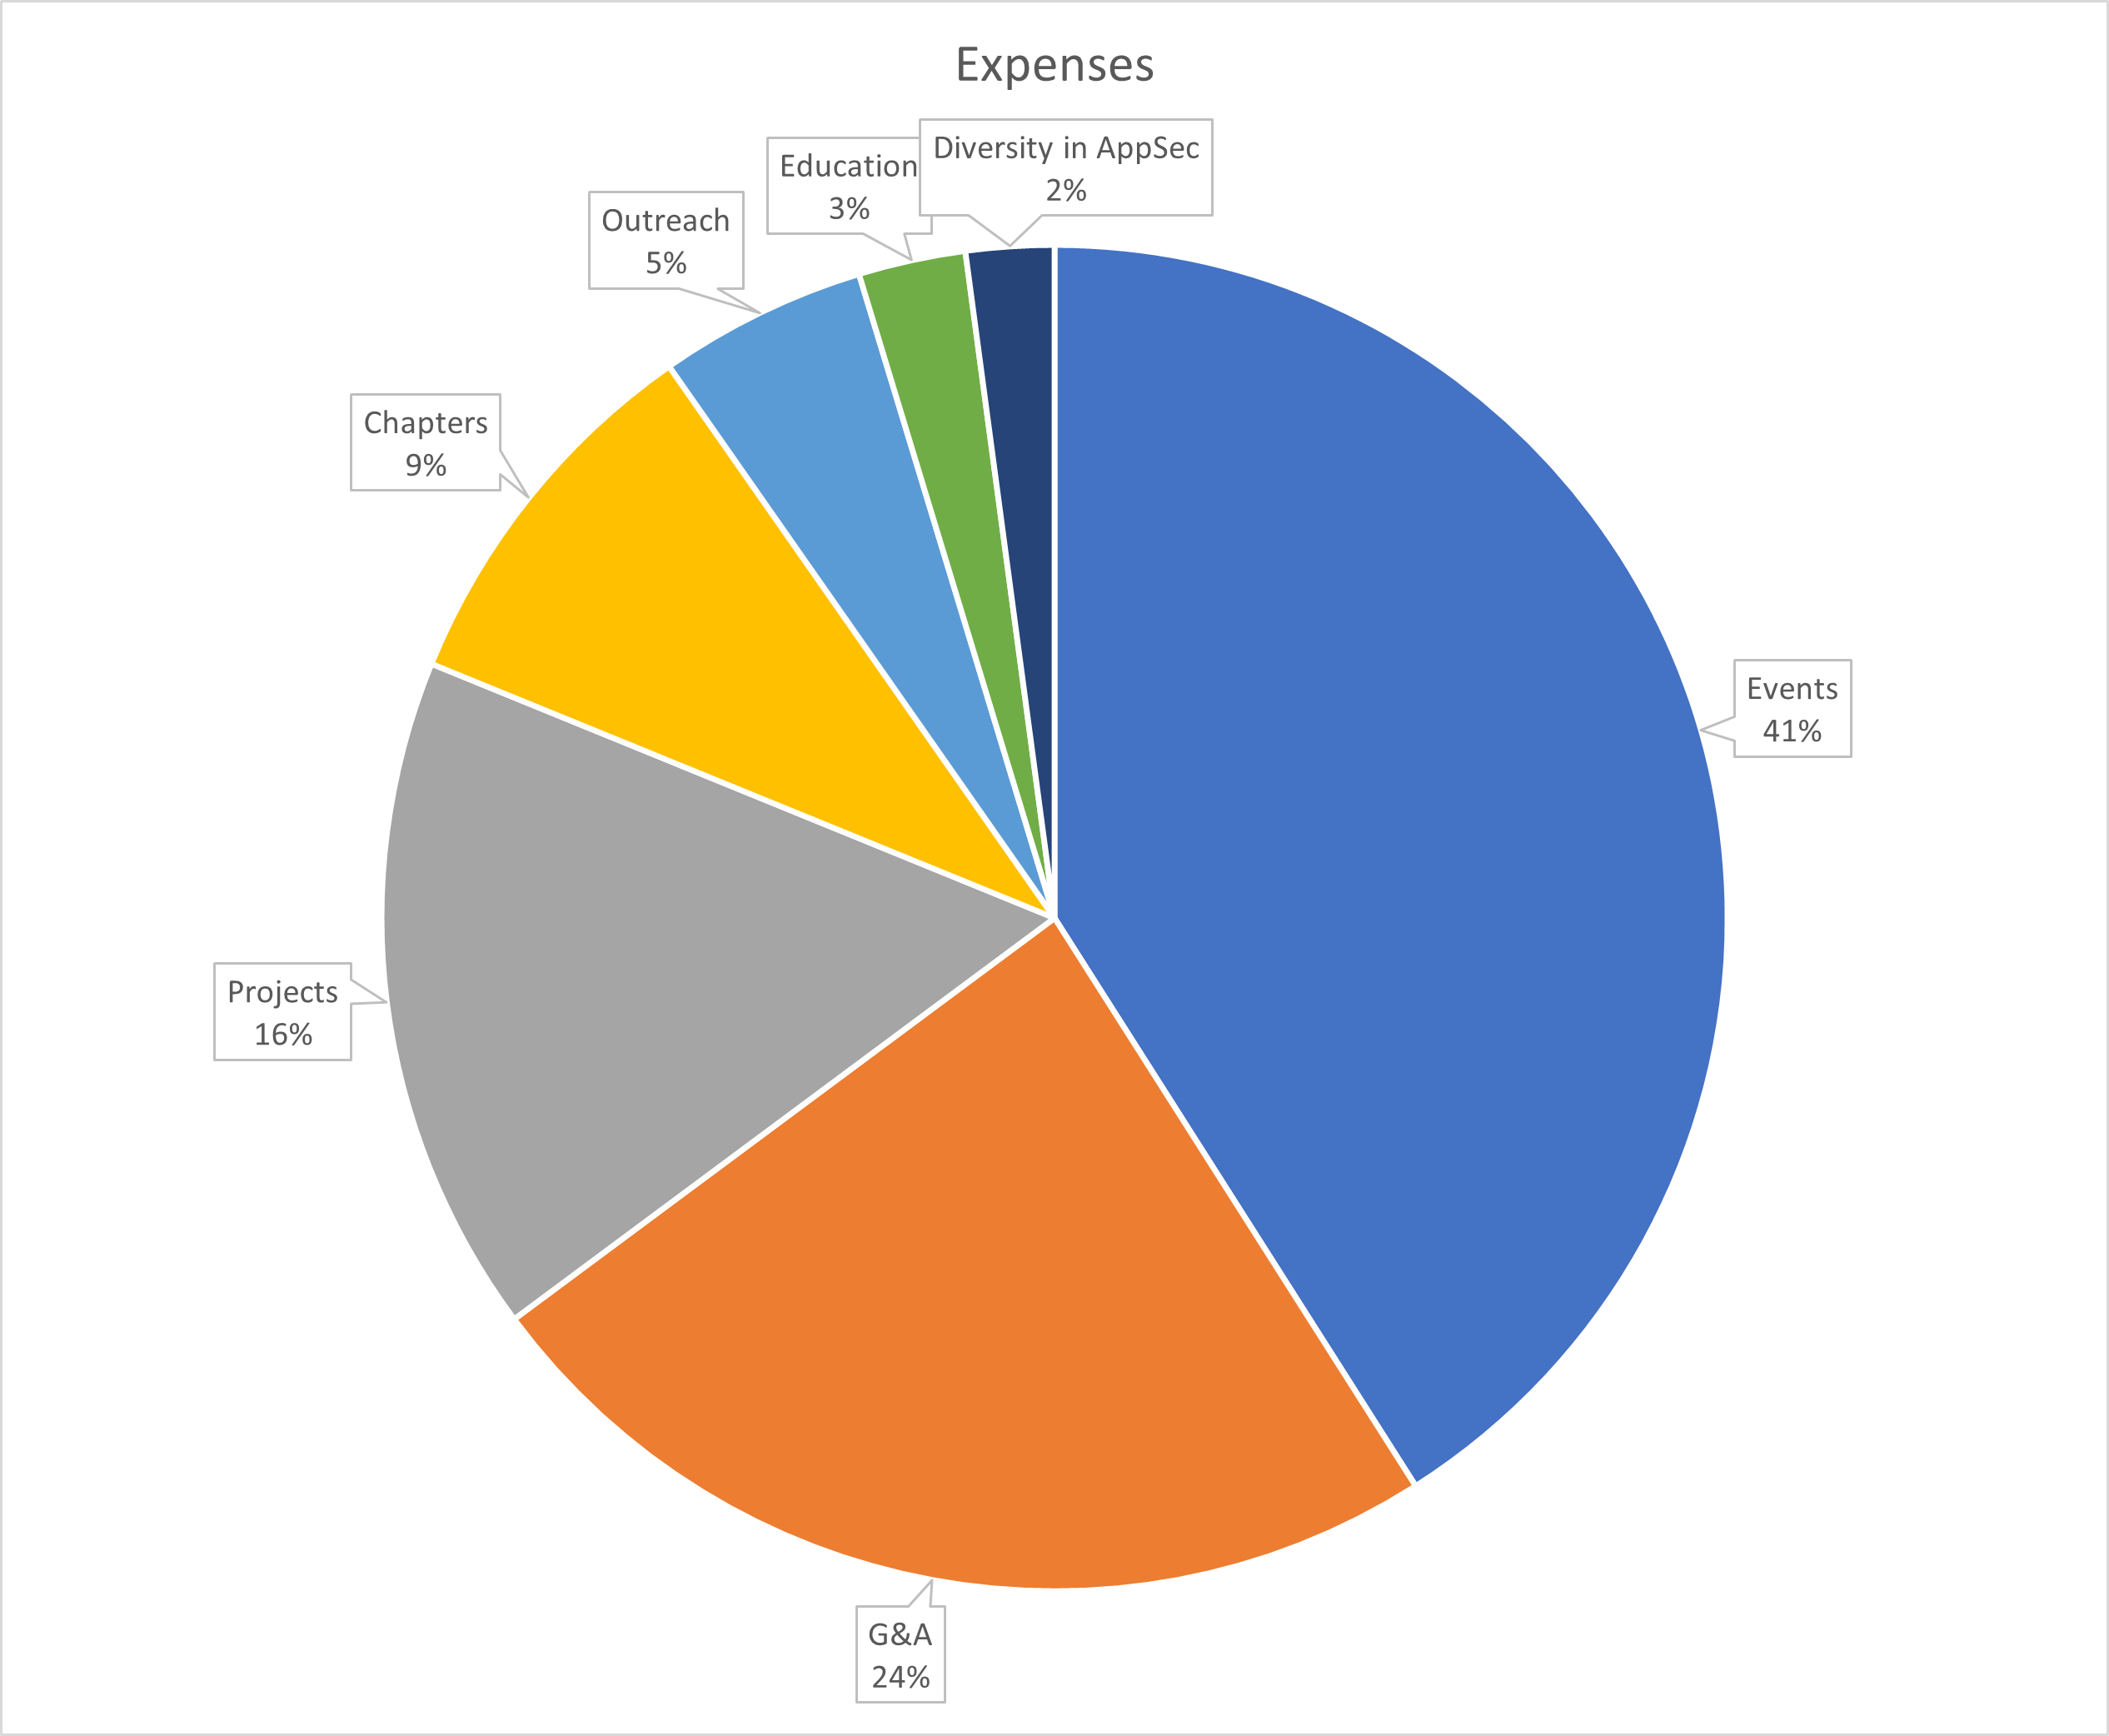 Expenses
Diversity in AppSec
2%
Education
3%
Outreach
5%
Chapters
9%
Events
41%
Projects
16%
G&A
24%